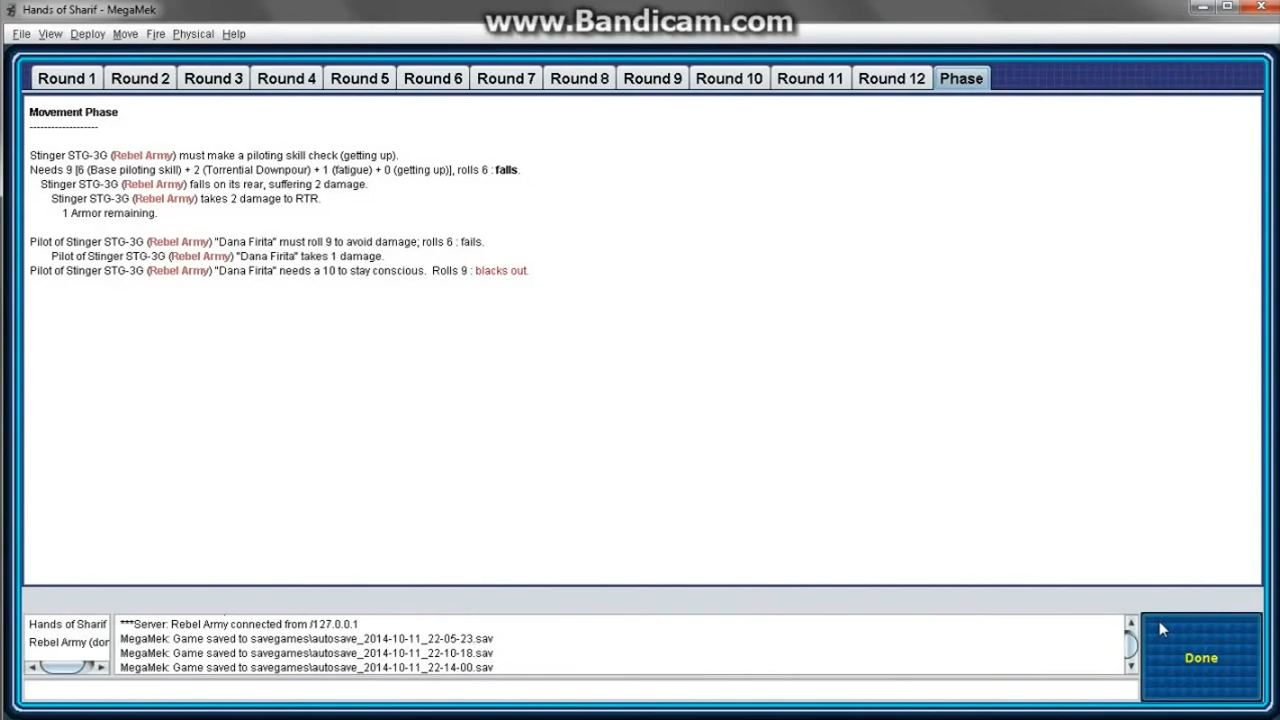 Hands of Sharif - MegaMek
www.Bandicam.com
File View Deploy Move Fire Physical Help
Round 1 Round 2 Round 3 Round 4 Round 5 Round 6 Round 7 Round 8 Round 9 Round 10 Round 11 Round 12 Phase
Movement Phase
-------------------
Stinger STG-3G (Rebel Army) must make a piloting skill check (getting up).
Needs 9 [6 (Base piloting skill) + 2 (Torrential Downpour) + 1 (fatigue) + 0 (getting up)], rolls 6 : falls.
Stinger STG-3G (Rebel Army) falls on its rear, suffering 2 damage.
Stinger STG-3G (Rebel Army) takes 2 damage to RTR.
1 Armor remaining.
Pilot of Stinger STG-3G (Rebel Army) "Dana Firita" must roll 9 to avoid damage; rolls 6 : fails.
Pilot of Stinger STG-3G (Rebel Army) "Dana Firita" takes 1 damage.
Pilot of Stinger STG-3G (Rebel Army) "Dana Firita" needs a 10 to stay conscious. Rolls 9 : blacks out.
Hands of Sharif
Rebel Army (dor
***Server: Rebel Army connected from /127.0.0.1
MegaMek: Game saved to savegames\autosave_2014-10-11_22-05-23.sav
MegaMek: Game saved to savegames\autosave_2014-10-11_22-10-18.sav
MegaMek: Game saved to savegames\autosave_2014-10-11_22-14-00.sav
Done